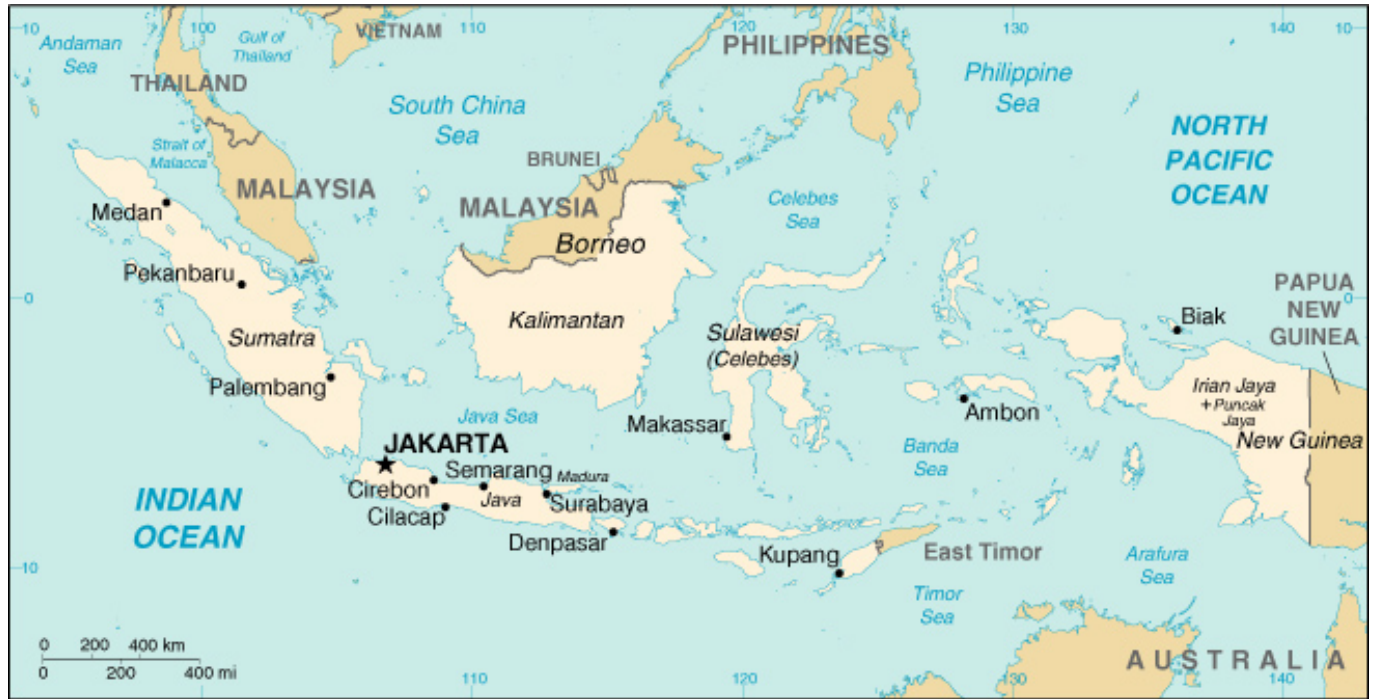 10
100
110
120
130
140
10
Andaman
Sea
Gulf of
Thailand
VIETNAM
PHILIPPINES
Philippine
Sea
THAILAND
South China
Sea
NORTH
PACIFIC
OCEAN
Strait of
Malacca
BRUNEI
MALAYSIA
MALAYSIA
Celebes
Sea
Medan
Borneo
Pekanbaru
0
0
PAPUA
NEW
GUINEA
Kalimantan
Sulawesi
(Celebes)
Biak
Sumatra
Palembang
Irian Jaya
+Puncak
Jaya
Java Sea
Makassar
Ambon
New Guinea
JAKARTA
Banda
Sea
Semarang
Madura
Cirebon
Java
Surabaya
INDIAN
OCEAN
Cilacap
Denpasar
Kupang
East Timor
Arafura
Sea
10
10
Timor
Sea
0 200 400 km
0 200 400 mi
AUSTRALIA
100
110
120
130
140